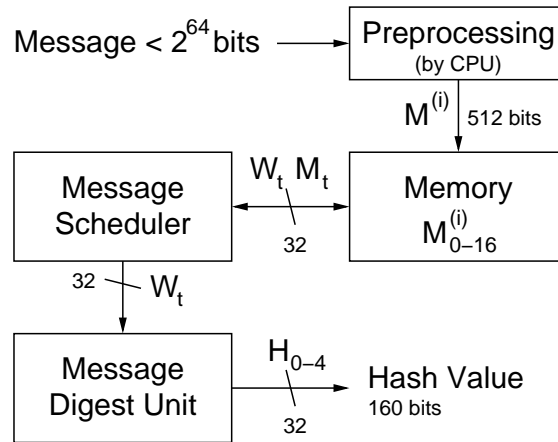 Message < 2^64 bits
Preprocessing
(by CPU)
M^(i)
512 bits
Message
Scheduler
W_t M_t
32
Memory
M^(i)_0–16
32
W_t
Message
Digest Unit
H_0–4
32
Hash Value
160 bits